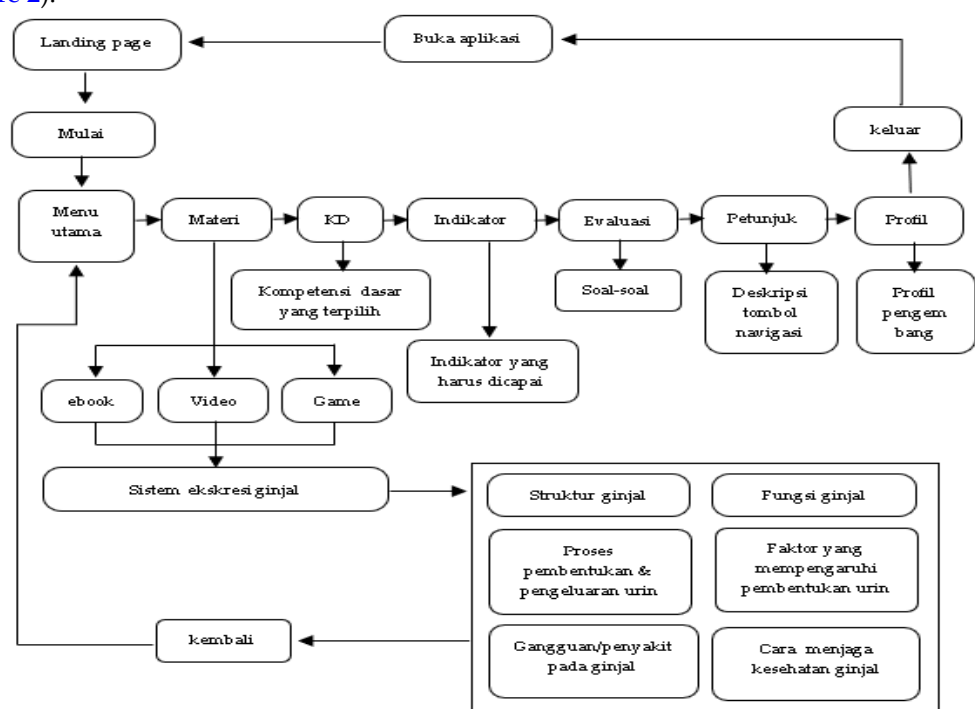 2).
Landing page
Buka aplikasi
Mulai
keluar
Menu
utama
Materi
KD
Indikator
Evaluasi
Petunjuk
Profil
Kompetensi dasar
yang terpilih
Soal-soal
Deskripsi
tombol
navigasi
Profil
pengem
bang
Indikator yang
harus dicapai
ebook
Video
Game
Sistem ekskresi ginjal
Struktur ginjal
Fungsi ginjal
Proses
pembentukan &
pengeluaran urin
Faktor yang
mempengaruhi
pembentukan urin
kembali
Gangguan/penyakit
pada ginjal
Cara menjaga
kesehatan ginjal